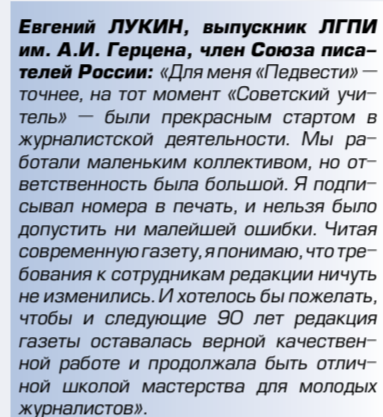 Евгений ЛУКИН, выпускник ЛГПИ
им. А.И. Герцена, член Союза писа-
телей России: «Для меня «Педвести» —
точнее, на тот момент «Советский учи-
тель» — были прекрасным стартом в
журналистской деятельности. Мы ра-
ботали маленьким коллективом, но от-
ветственность была большой. Я подпи-
сывал номера в печать, и нельзя было
допустить ни малейшей ошибки. Читая
современную газету, я понимаю, что тре-
бования к сотрудникам редакции ничуть
не изменились. И хотелось бы пожелать,
чтобы и следующие 90 лет редакция
газеты оставалась верной качествен-
ной работе и продолжала быть отлич-
ной школой мастерства для молодых
журналистов».